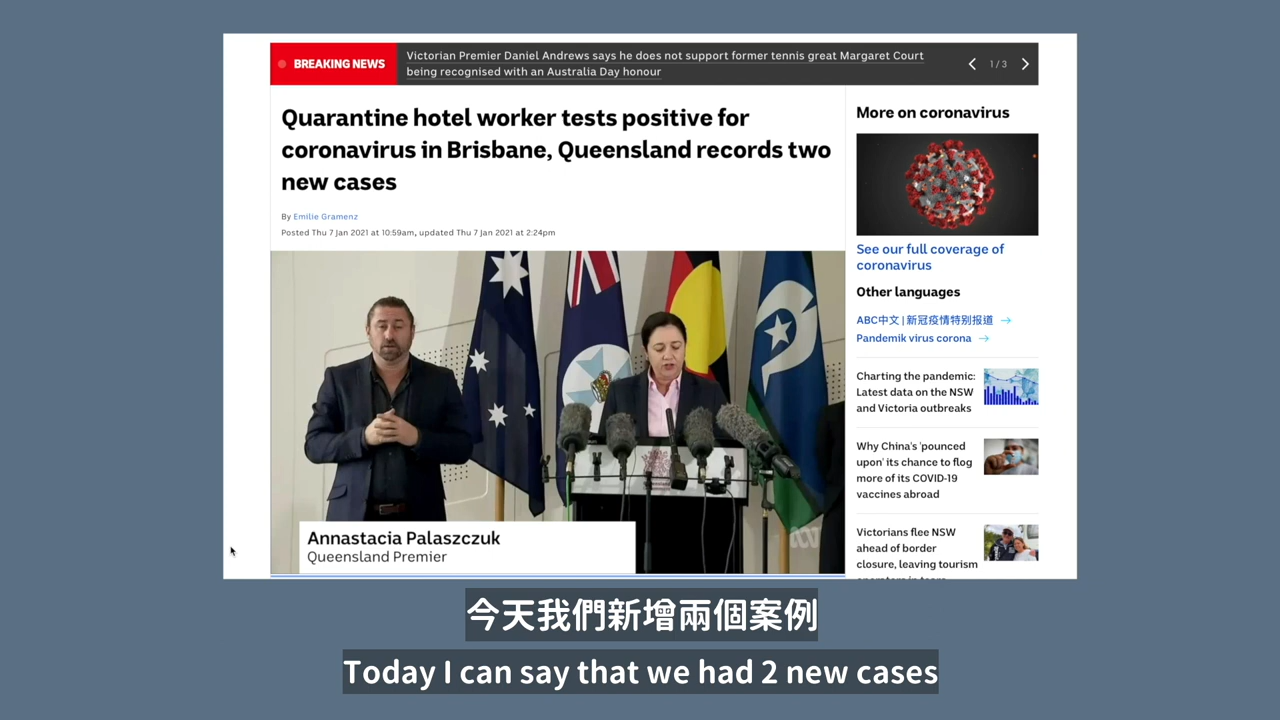 BREAKING NEWS
Victorian Premier Daniel Andrews says he does not support former tennis great Margaret Court
being recognised with an Australia Day honour
1 / 3
Quarantine hotel worker tests positive for
coronavirus in Brisbane, Queensland records two
new cases
By Emilie Gramenz
Posted Thu 7 Jan 2021 at 10:59am, updated Thu 7 Jan 2021 at 2:24pm
Annastacia Palaszczuk
Queensland Premier
More on coronavirus
See our full coverage of
coronavirus
Other languages
ABC中文 | 新冠疫情特别报道 →
Pandemik virus corona →
Charting the pandemic:
Latest data on the NSW
and Victoria outbreaks
Why China's 'pounced
upon' its chance to flog
more of its COVID-19
vaccines abroad
Victorians flee NSW
ahead of border
closure, leaving tourism
今天我們新增兩個案例
Today I can say that we had 2 new cases